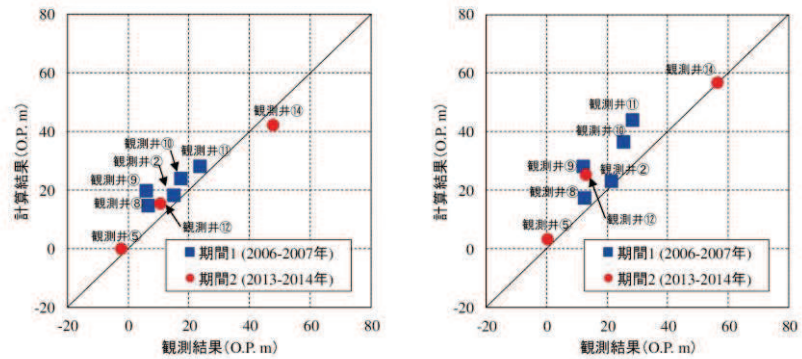 80
60
40
20
0
-20
-20
0
20
40
60
80
計算結果(O.P. m)
観測結果(O.P. m)
観測井⑭
観測井⑩
観測井⑪
観測井②
観測井⑨
観測井⑧
観測井⑫
観測井⑤
期間1 (2006-2007年)
期間2 (2013-2014年)
80
60
40
20
0
-20
-20
0
20
40
60
80
計算結果(O.P. m)
観測結果(O.P. m)
観測井⑭
観測井⑪
観測井⑩
観測井⑨
観測井②
観測井⑧
観測井⑫
観測井⑤
期間1 (2006-2007年)
期間2 (2013-2014年)